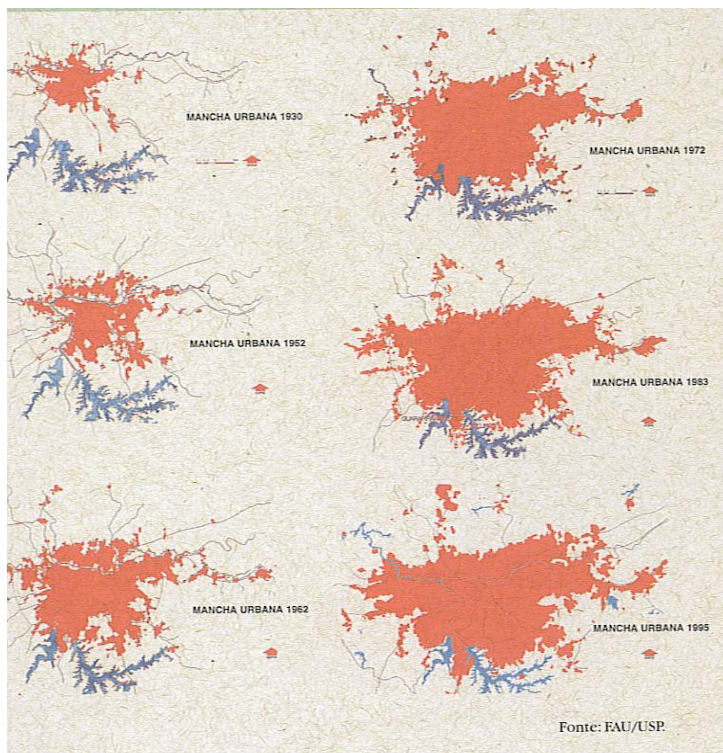 MANCHA URBANA 1930
MANCHA URBANA 1952
MANCHA URBANA 1962
MANCHA URBANA 1972
MANCHA URBANA 1983
MANCHA URBANA 1995
Fonte: FAU/USP.